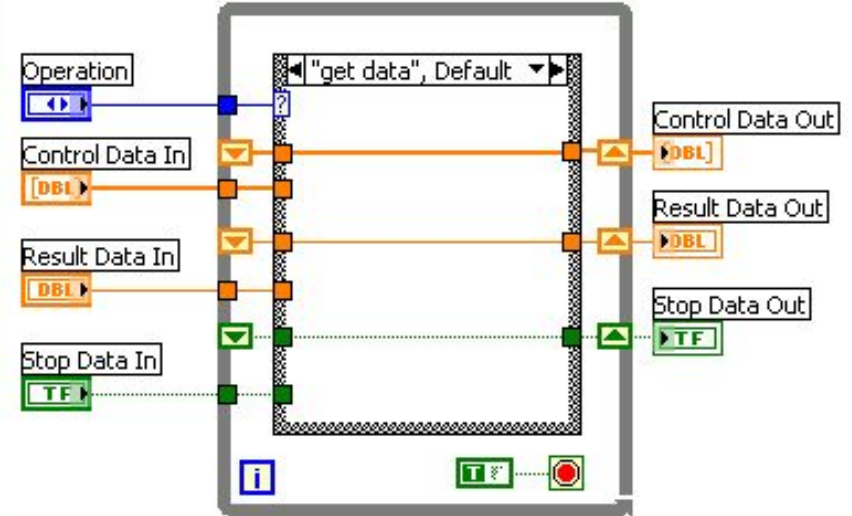 Operation
"get data", Default
?
Control Data In
[DBL]
Result Data In
DBL
Stop Data In
TF
Control Data Out
[DBL]
Result Data Out
DBL
Stop Data Out
TF
i
T F